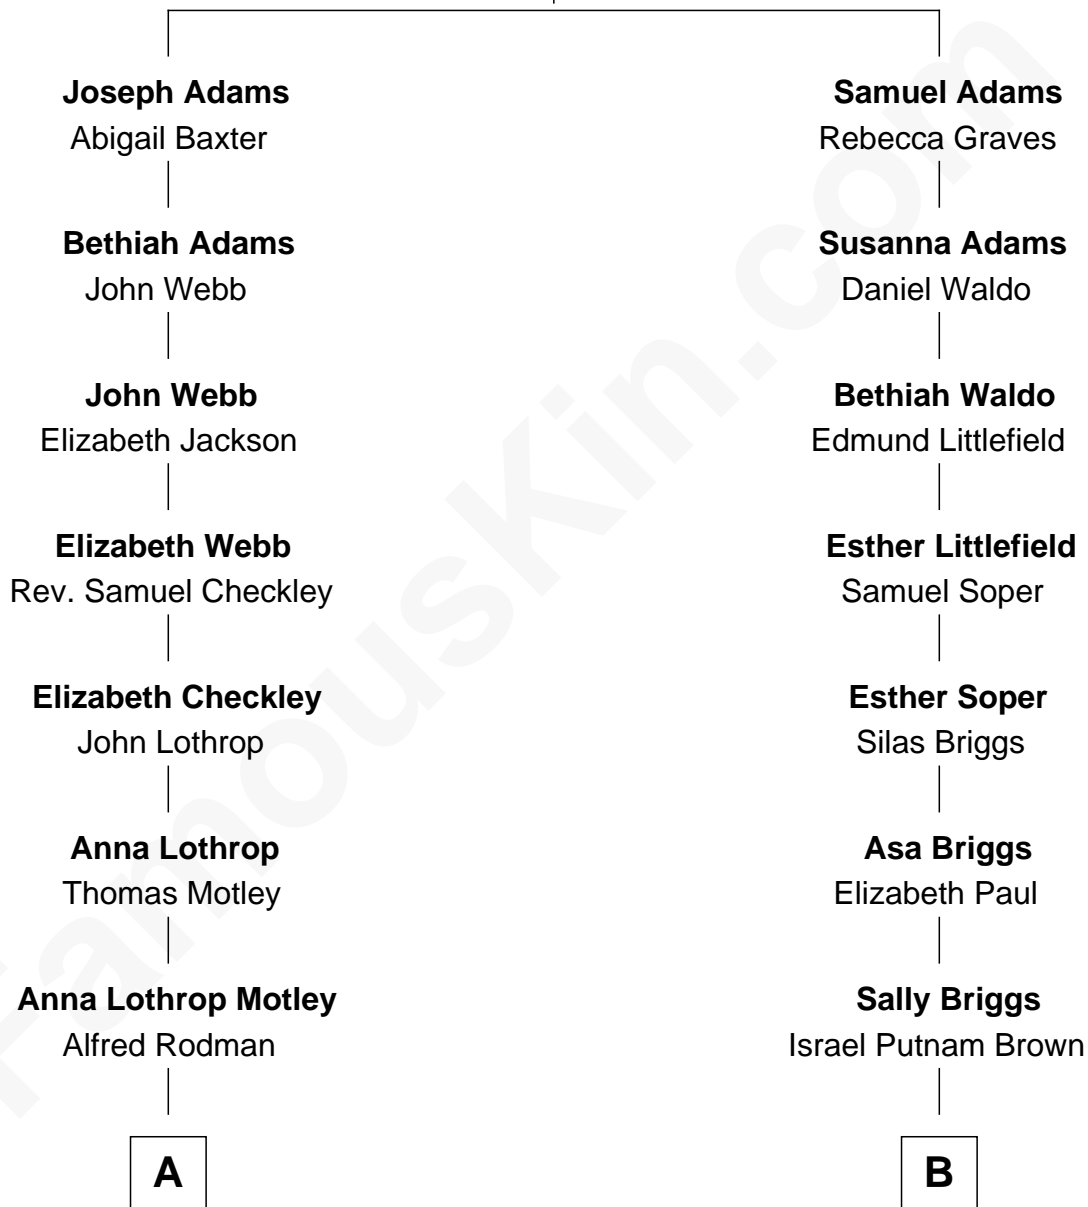 Joseph Adams
Abigail Baxter
Bethiah Adams
John Webb
John Webb
Elizabeth Jackson
Elizabeth Webb
Rev. Samuel Checkley
Elizabeth Checkley
John Lothrop
Anna Lothrop
Thomas Motley
Anna Lothrop Motley
Alfred Rodman
A
Samuel Adams
Rebecca Graves
Susanna Adams
Daniel Waldo
Bethiah Waldo
Edmund Littlefield
Esther Littlefield
Samuel Soper
Esther Soper
Silas Briggs
Asa Briggs
Elizabeth Paul
Sally Briggs
Israel Putnam Brown
B
FamousKin.com